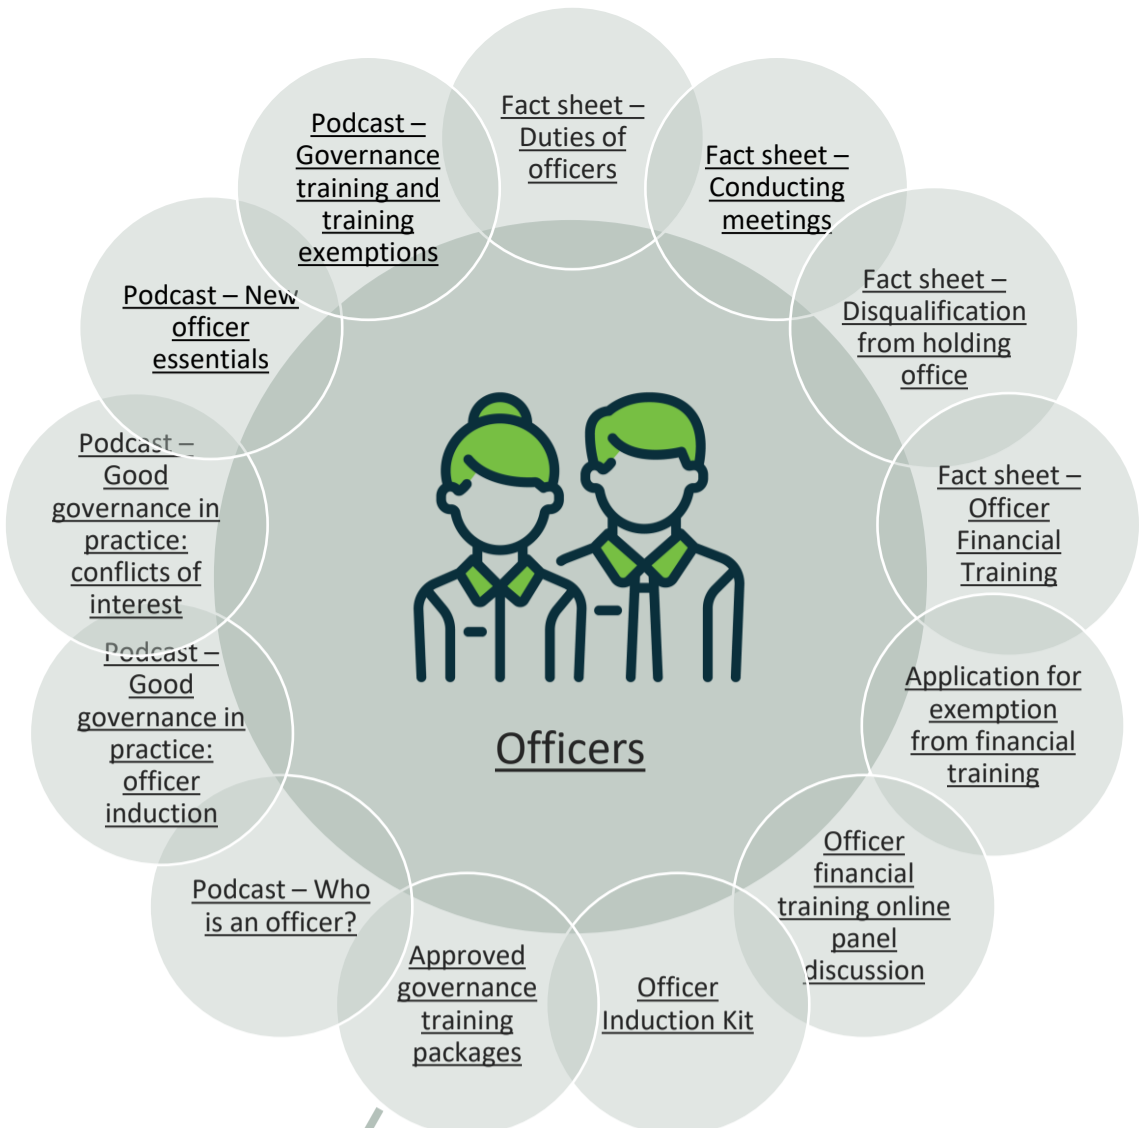 Fact sheet –
Duties of
officers
Fact sheet –
Conducting
meetings
Fact sheet –
Disqualification
from holding
office
Fact sheet –
Officer
Financial
Training
Application for
exemption
from financial
training
Officer
financial
training online
panel
discussion
Officer
Induction Kit
Approved
governance
training
packages
Podcast – Who
is an officer?
Podcast –
Good
governance in
practice:
officer
induction
Podcast –
Good
governance in
practice:
conflicts of
interest
Podcast – New
officer
essentials
Podcast –
Governance
training and
training
exemptions
Officers